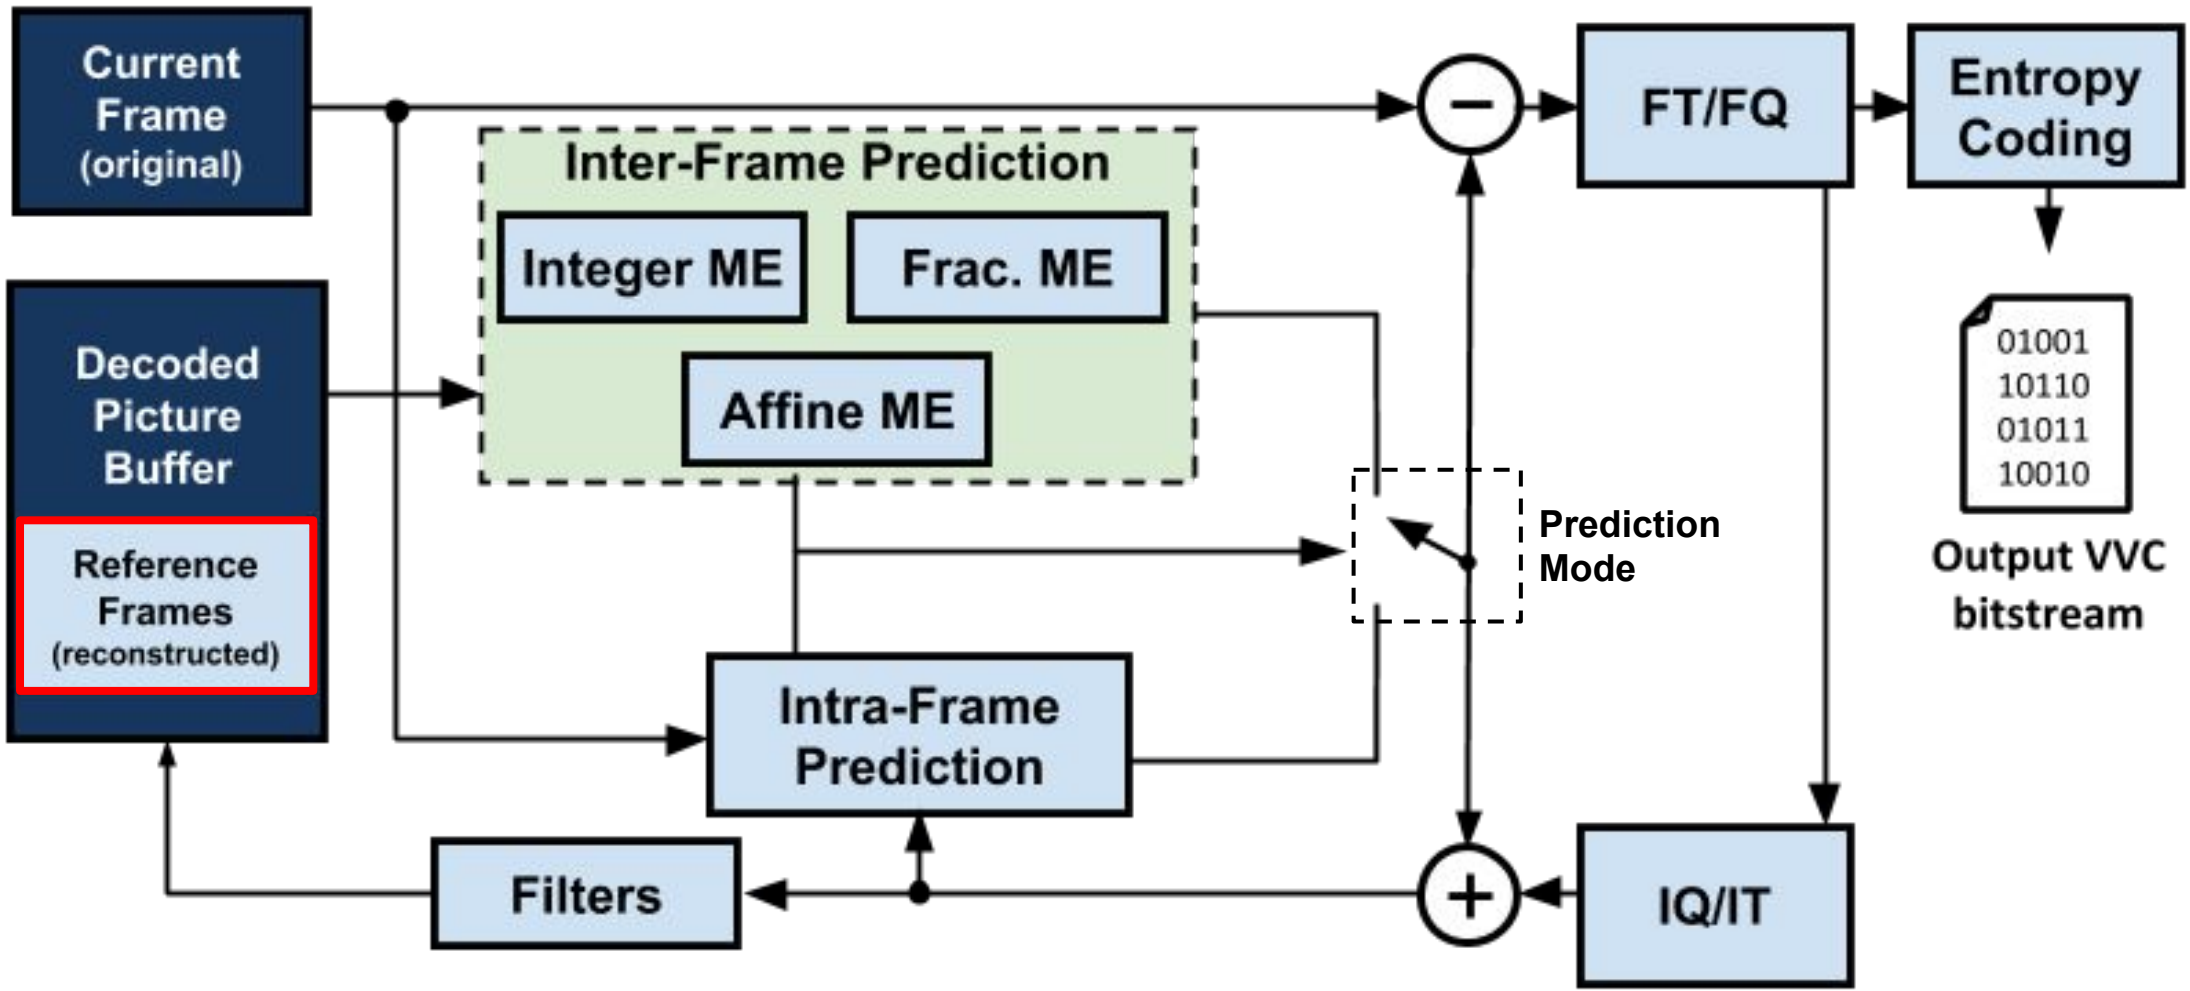 Current
Frame
(original)
Inter-Frame Prediction
Integer ME
Frac. ME
Affine ME
−
FT/FQ
Entropy
Coding
Decoded
Picture
Buffer
Reference
Frames
(reconstructed)
Prediction
Mode
01001
10110
01011
10010
Output VVC
bitstream
Intra-Frame
Prediction
Filters
+
IQ/IT